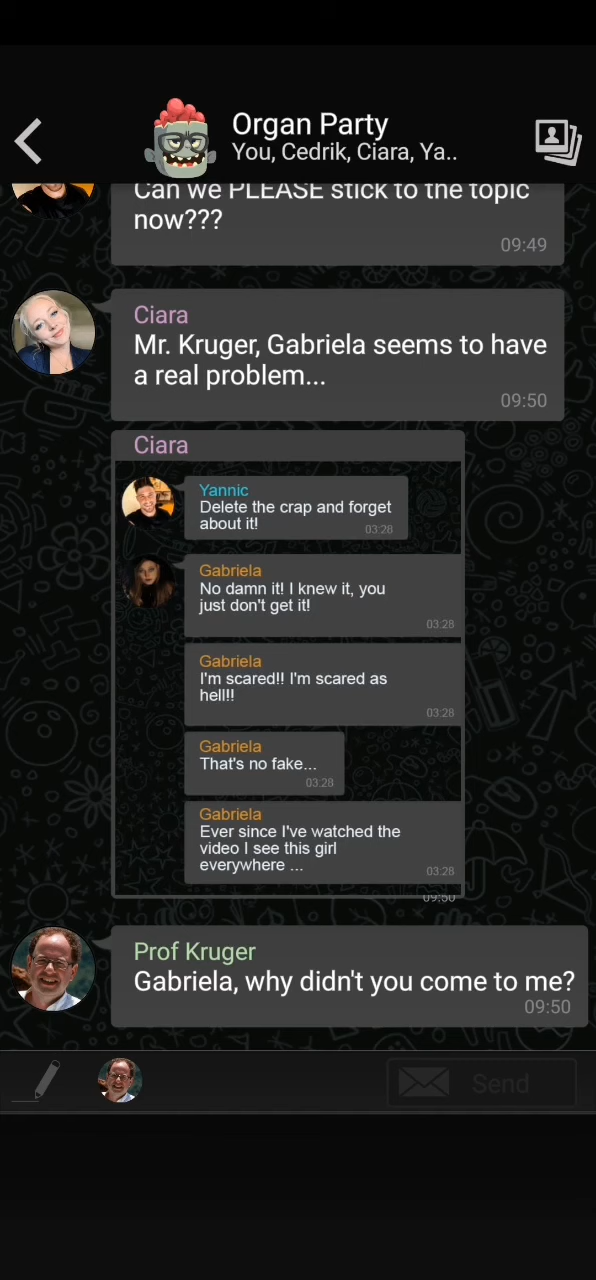 Organ Party
You, Cedrik, Ciara, Ya..
Can we PLEASE stick to the topic
now???
09:49
Ciara
Mr. Kruger, Gabriela seems to have
a real problem...
09:50
Ciara
Yannic
Delete the crap and forget
about it!
03:28
Gabriela
No damn it! I knew it, you
just don't get it!
03:28
Gabriela
I'm scared!! I'm scared as
hell!!
03:28
Gabriela
That's no fake...
03:28
Gabriela
Ever since I've watched the
video I see this girl
everywhere ...
03:28
09:50
Prof Kruger
Gabriela, why didn't you come to me?
09:50
Send